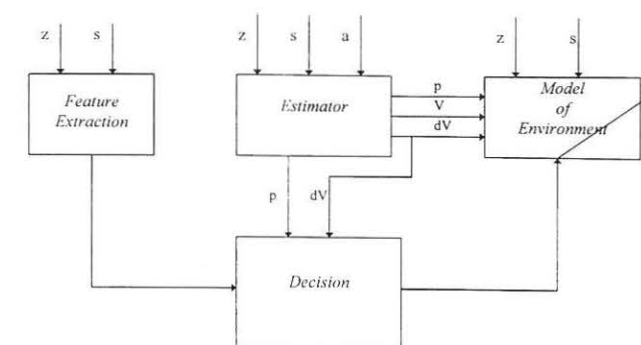 z s
z s a
z s
Feature
Extraction
Estimator
p
V
dV
Model
of
Environment
p
dV
Decision